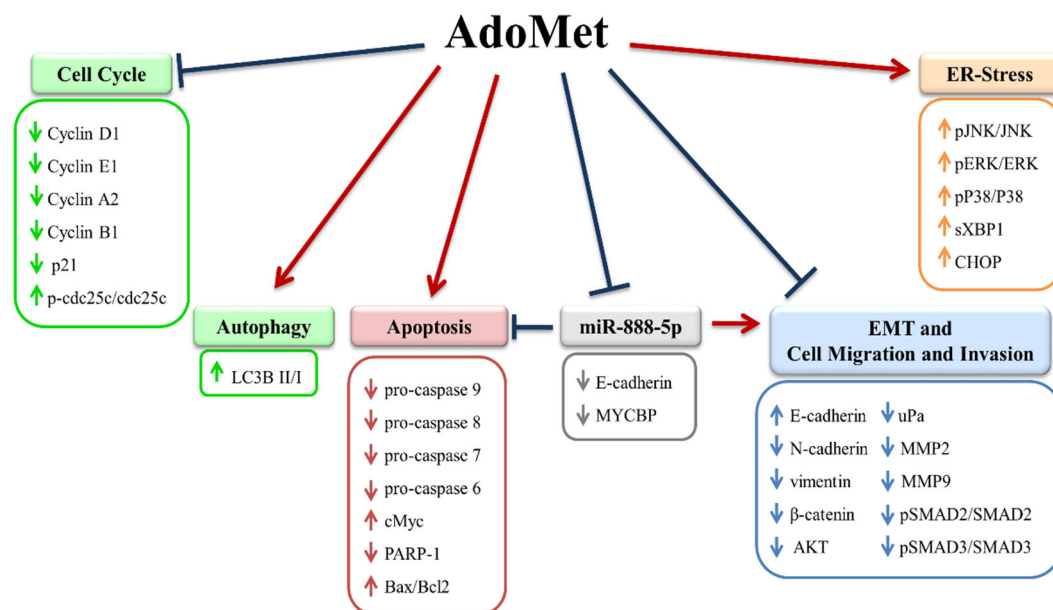 AdoMet
Cell Cycle
↓ Cyclin D1
↓ Cyclin E1
↓ Cyclin A2
↓ Cyclin B1
↓ p21
↑ p-cdc25c/cdc25c
Autophagy
↑ LC3B II/I
Apoptosis
↓ pro-caspase 9
↓ pro-caspase 8
↓ pro-caspase 7
↓ pro-caspase 6
↑ cMyc
↓ PARP-1
↑ Bax/Bcl2
miR-888-5p
↓ E-cadherin
↓ MYCBP
EMT and
Cell Migration and Invasion
↑ E-cadherin
↓ N-cadherin
↓ vimentin
↓ β-catenin
↓ AKT
↓ uPa
↓ MMP2
↓ MMP9
↓ pSMAD2/SMAD2
↓ pSMAD3/SMAD3
ER-Stress
↑ pJNK/JNK
↑ pERK/ERK
↑ pP38/P38
↑ sXBP1
↑ CHOP